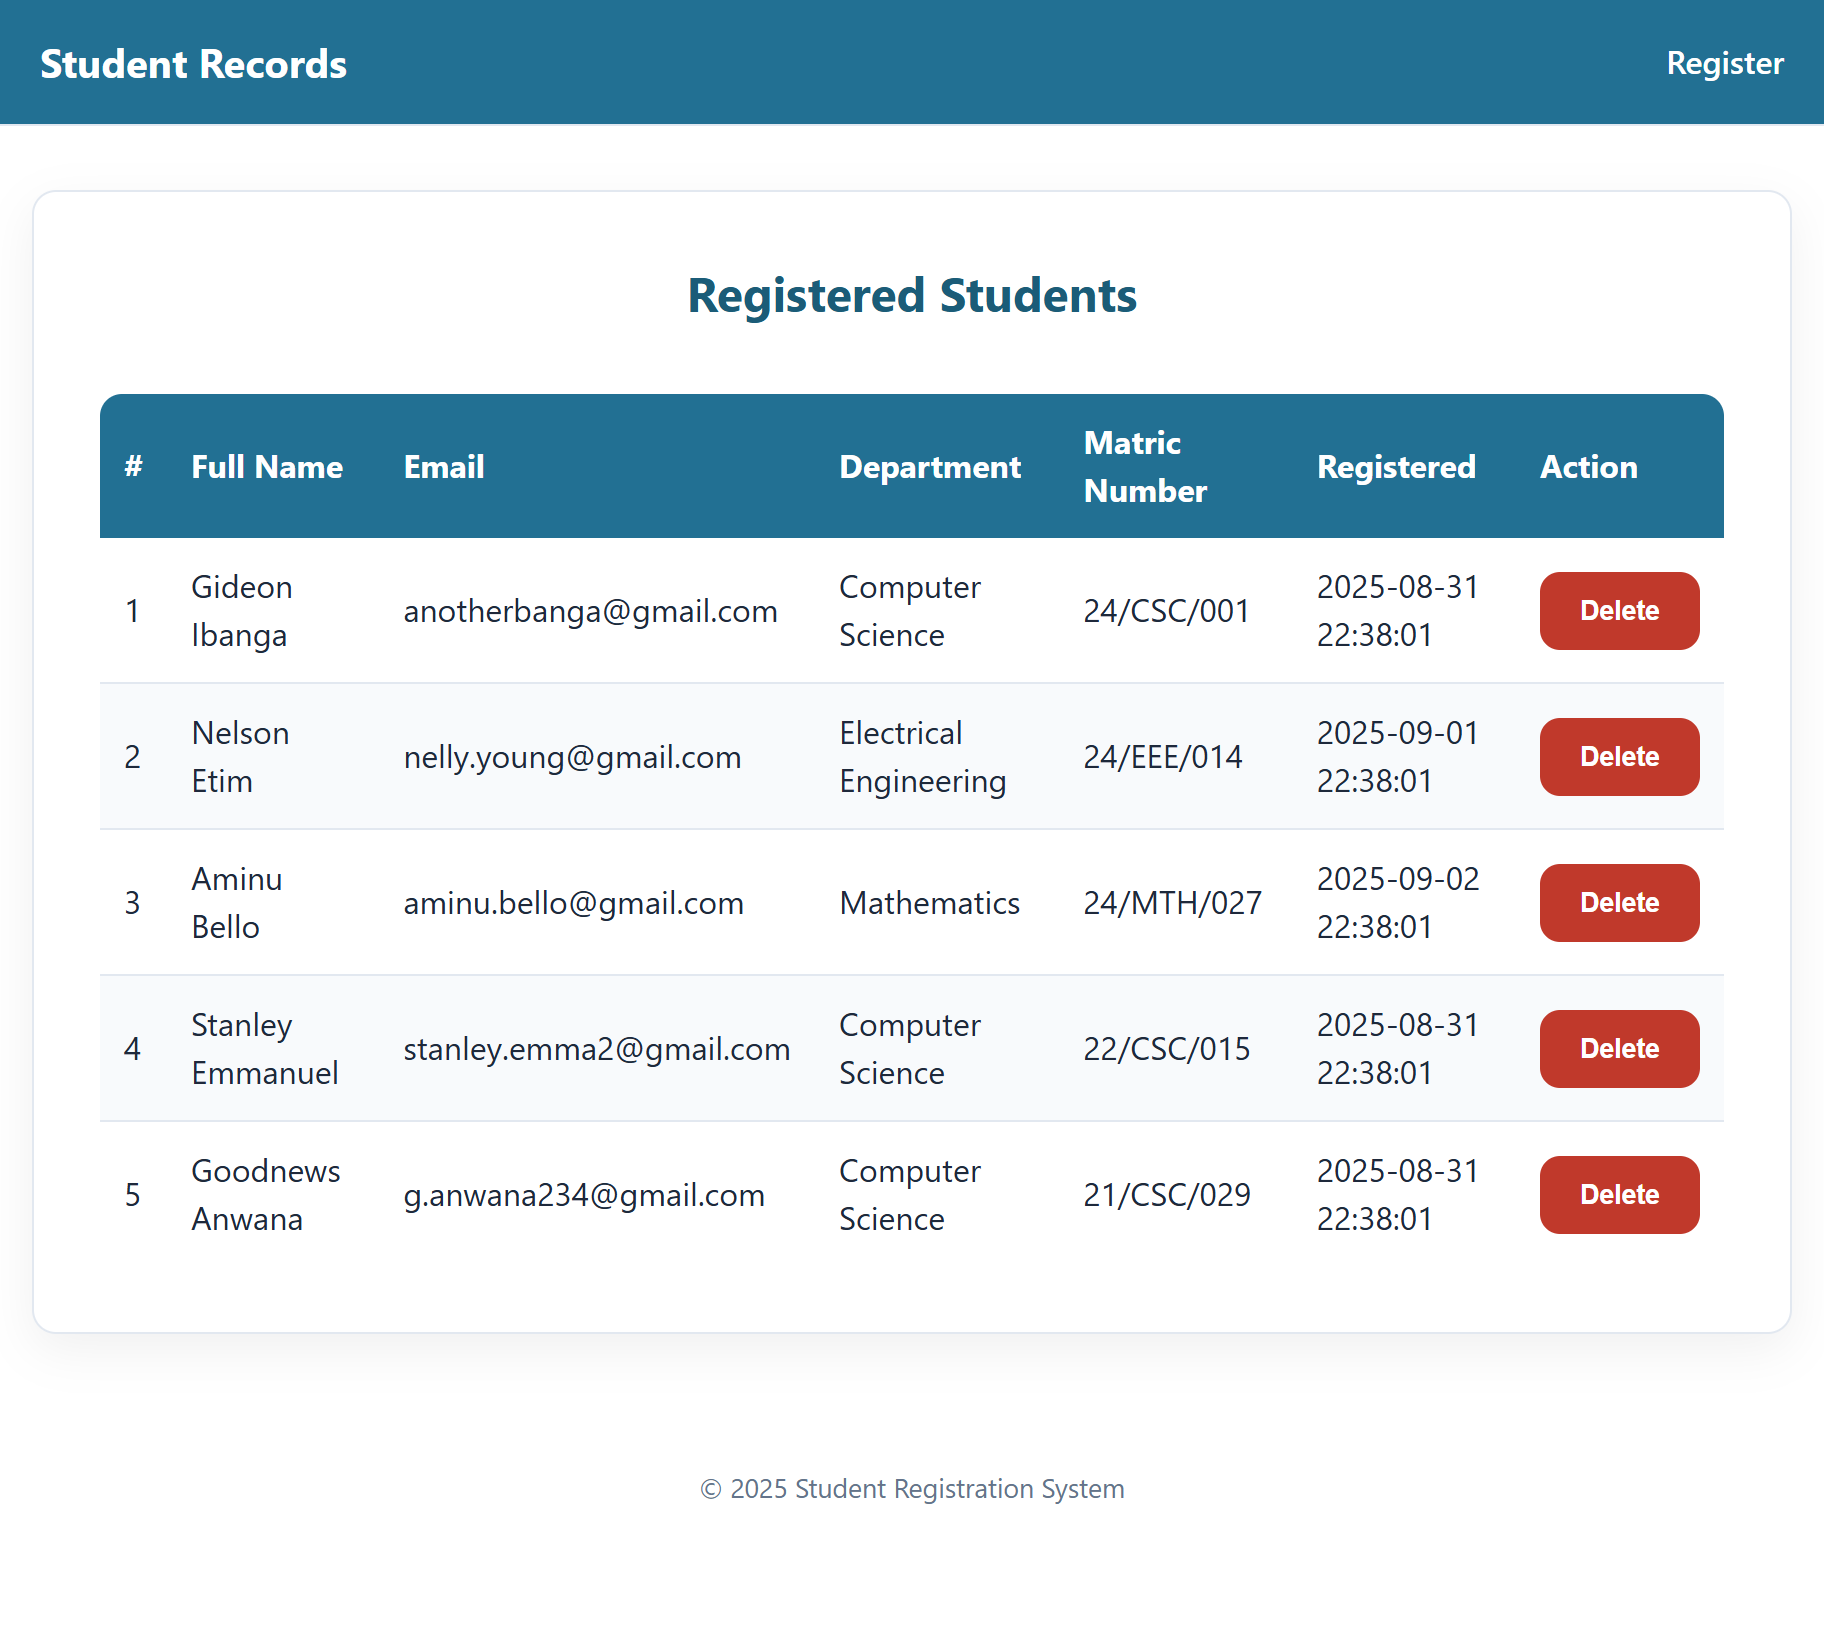 Student Records
Register
Registered Students
# Full Name Email Department Matric Number Registered Action
1 Gideon Ibanga anotherbanga@gmail.com Computer Science 24/CSC/001 2025-08-31 22:38:01 Delete
2 Nelson Etim nelly.young@gmail.com Electrical Engineering 24/EEE/014 2025-09-01 22:38:01 Delete
3 Aminu Bello aminu.bello@gmail.com Mathematics 24/MTH/027 2025-09-02 22:38:01 Delete
4 Stanley Emmanuel stanley.emma2@gmail.com Computer Science 22/CSC/015 2025-08-31 22:38:01 Delete
5 Goodnews Anwana g.anwana234@gmail.com Computer Science 21/CSC/029 2025-08-31 22:38:01 Delete
© 2025 Student Registration System